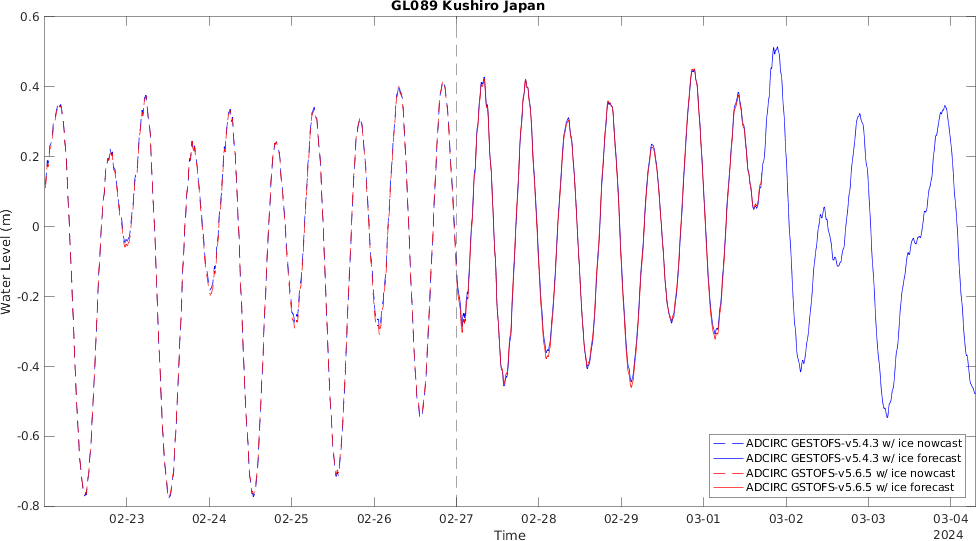 GL089 Kushiro Japan
0.6
0.4
0.2
0
-0.2
-0.4
-0.6
-0.8
Water Level (m)
ADCIRC GESTOFS-v5.4.3 w/ ice nowcast
ADCIRC GESTOFS-v5.4.3 w/ ice forecast
ADCIRC GSTOFS-v5.6.5 w/ ice nowcast
ADCIRC GSTOFS-v5.6.5 w/ ice forecast
02-23 02-24 02-25 02-26 02-27 02-28 02-29 03-01 03-02 03-03 03-04
2024
Time